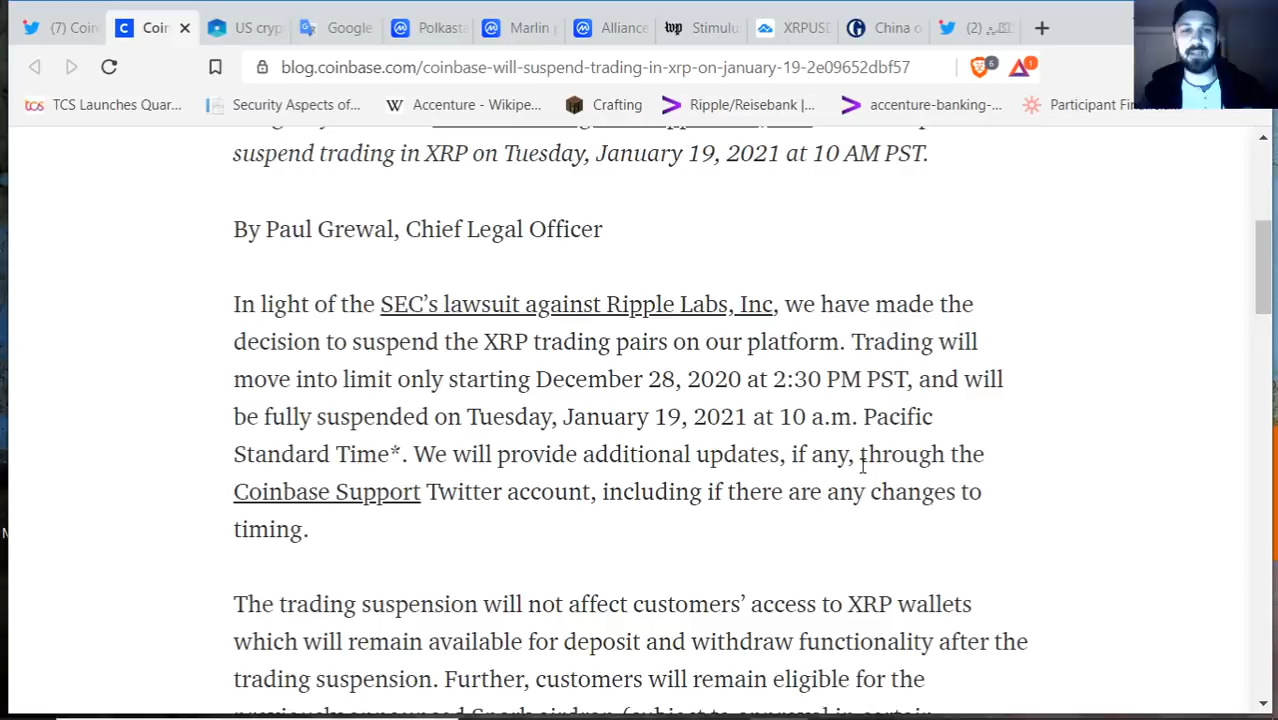 (7) Coin
Coin
US cryp
Google
Polkasta
Marlin
Alliance
Stimulu
XRPUSD
China o
(2)
blog.coinbase.com/coinbase-will-suspend-trading-in-xrp-on-january-19-2e09652dbf57
6
1
tcs TCS Launches Quar...
Security Aspects of...
W Accenture - Wikipe...
Crafting
Ripple/Reisebank |...
accenture-banking-...
Participant Financia
suspend trading in XRP on Tuesday, January 19, 2021 at 10 AM PST.
By Paul Grewal, Chief Legal Officer
In light of the SEC’s lawsuit against Ripple Labs, Inc, we have made the
decision to suspend the XRP trading pairs on our platform. Trading will
move into limit only starting December 28, 2020 at 2:30 PM PST, and will
be fully suspended on Tuesday, January 19, 2021 at 10 a.m. Pacific
Standard Time*. We will provide additional updates, if any, through the
Coinbase Support Twitter account, including if there are any changes to
timing.
The trading suspension will not affect customers’ access to XRP wallets
which will remain available for deposit and withdraw functionality after the
trading suspension. Further, customers will remain eligible for the